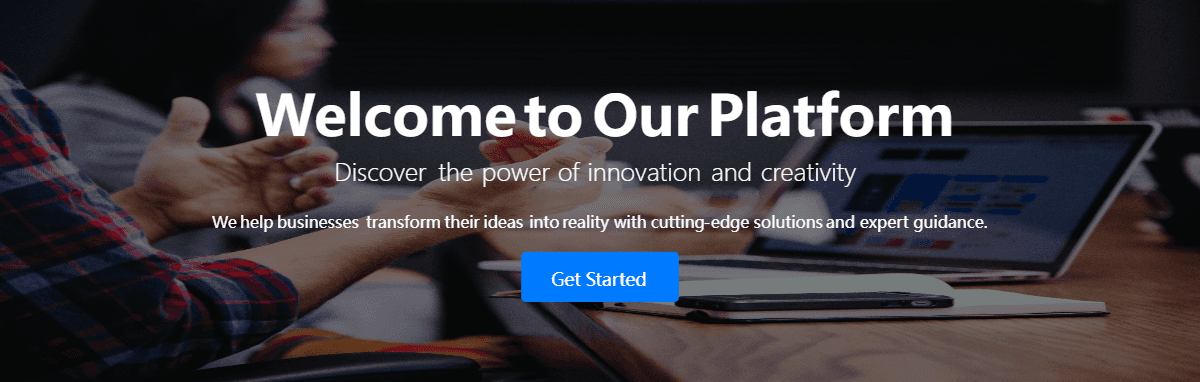 Welcome to Our Platform
Discover the power of innovation and creativity
We help businesses transform their ideas into reality with cutting-edge solutions and expert guidance.
Get Started